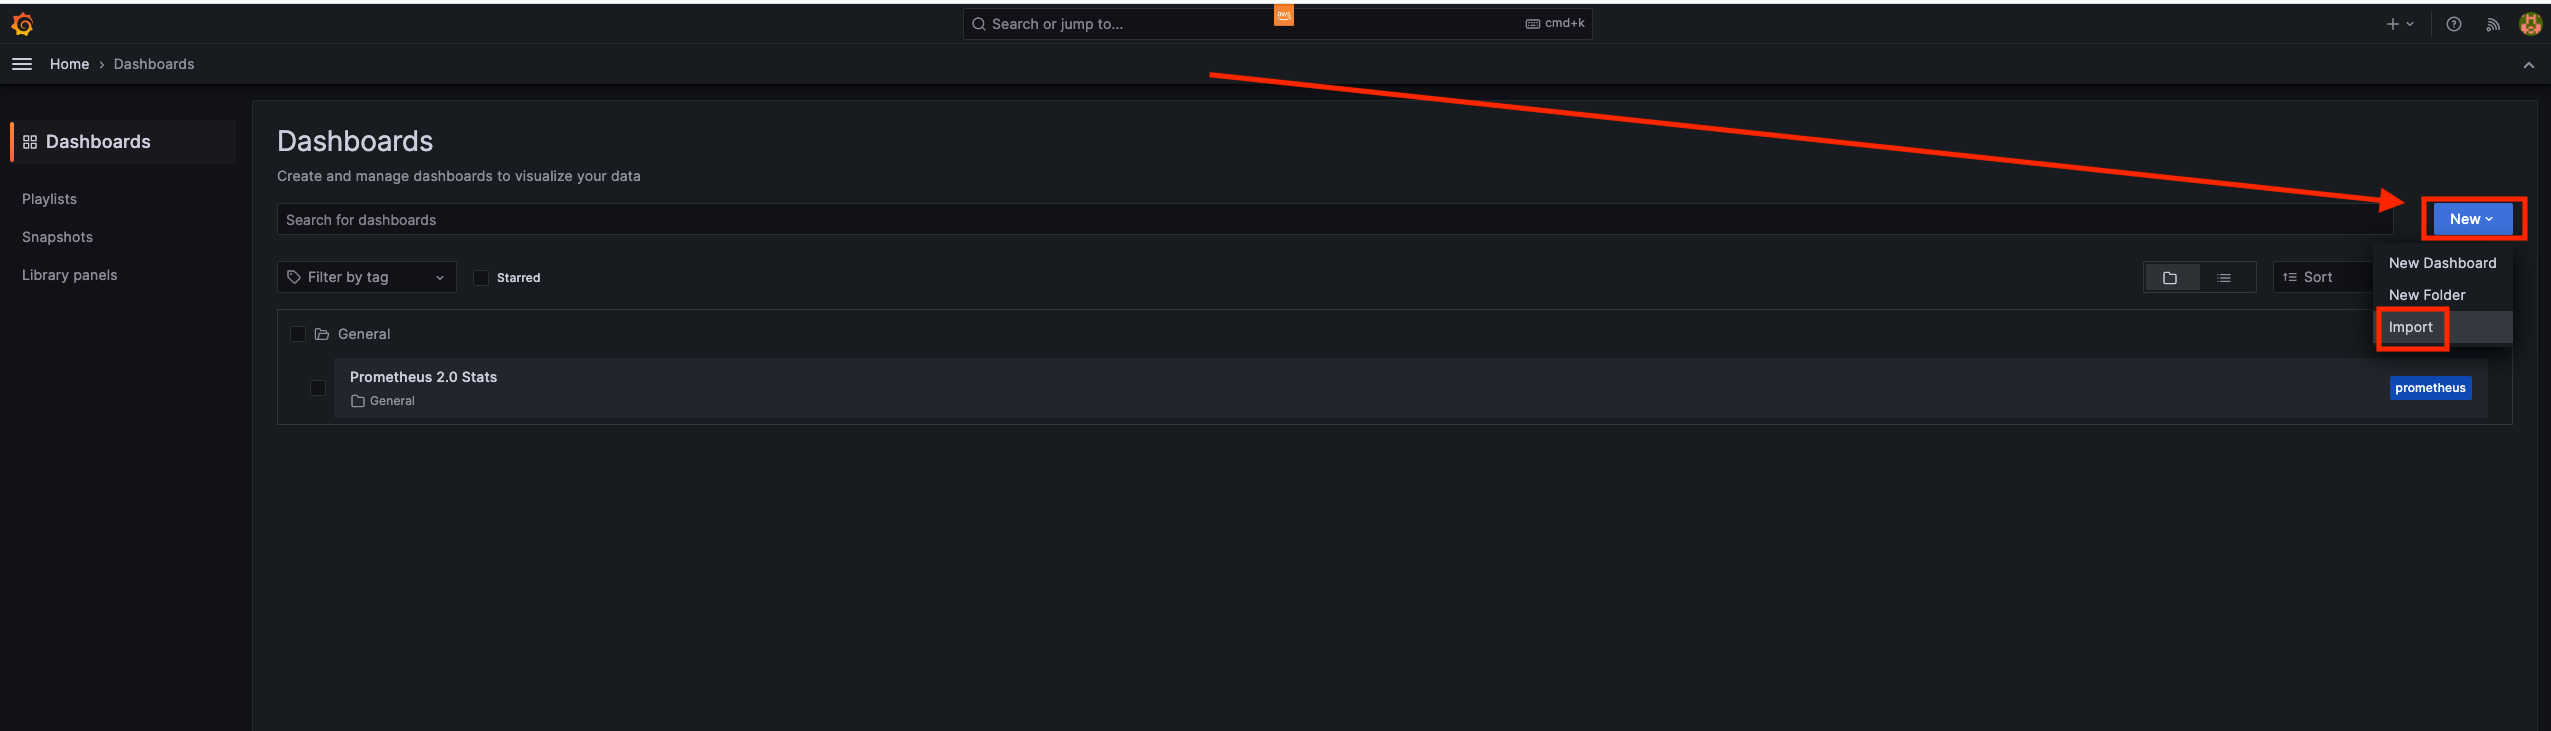 Search or jump to...
aws
cmd+k
Home › Dashboards
Dashboards
Playlists
Snapshots
Library panels
Dashboards
Create and manage dashboards to visualize your data
Search for dashboards
New
New Dashboard
New Folder
Import
Filter by tag
Starred
Sort
General
Prometheus 2.0 Stats
General
prometheus